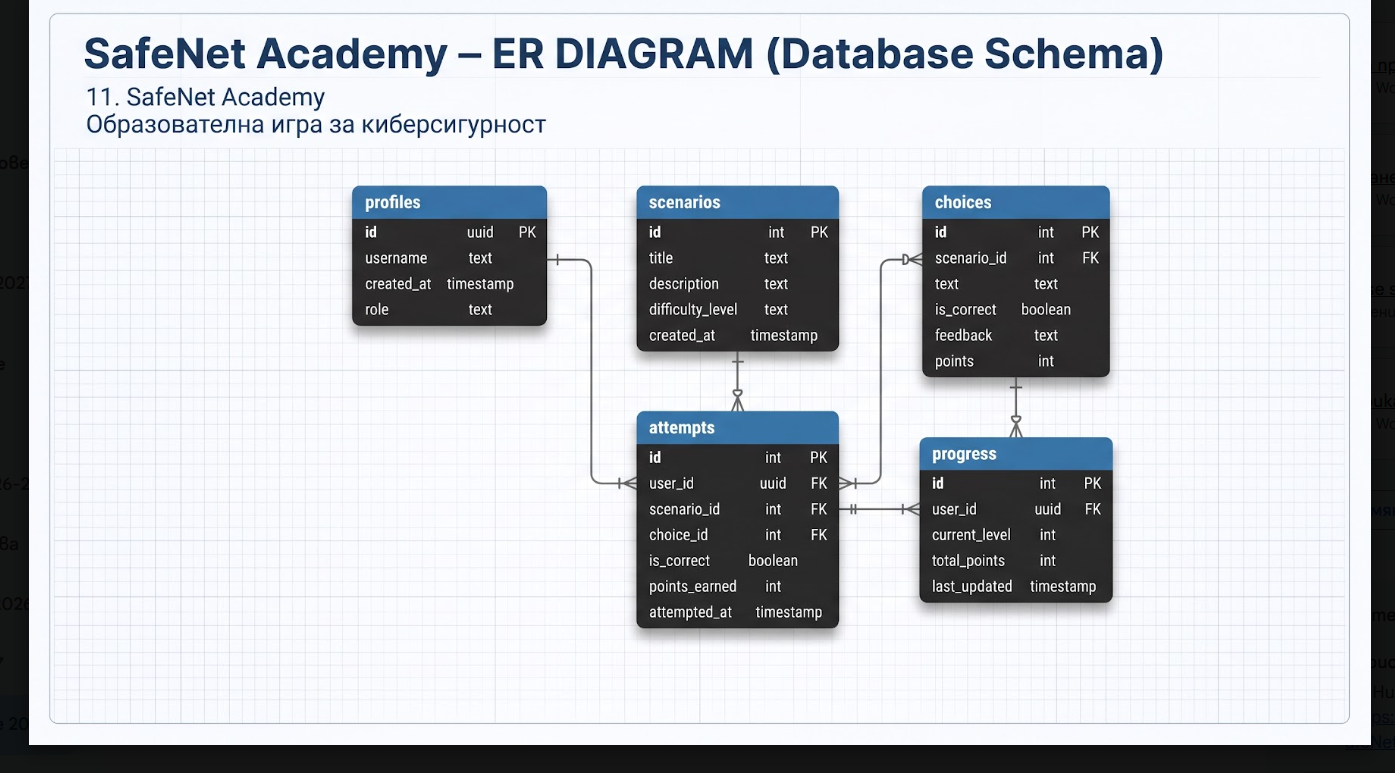 SafeNet Academy – ER DIAGRAM (Database Schema)
11. SafeNet Academy
Образователна игра за киберсигурност
profiles
id uuid PK
username text
created_at timestamp
role text
scenarios
id int PK
title text
description text
difficulty_level text
created_at timestamp
choices
id int PK
scenario_id int FK
text text
is_correct boolean
feedback text
points int
attempts
id int PK
user_id uuid FK
scenario_id int FK
choice_id int FK
is_correct boolean
points_earned int
attempted_at timestamp
progress
id int PK
user_id uuid FK
current_level int
total_points int
last_updated timestamp